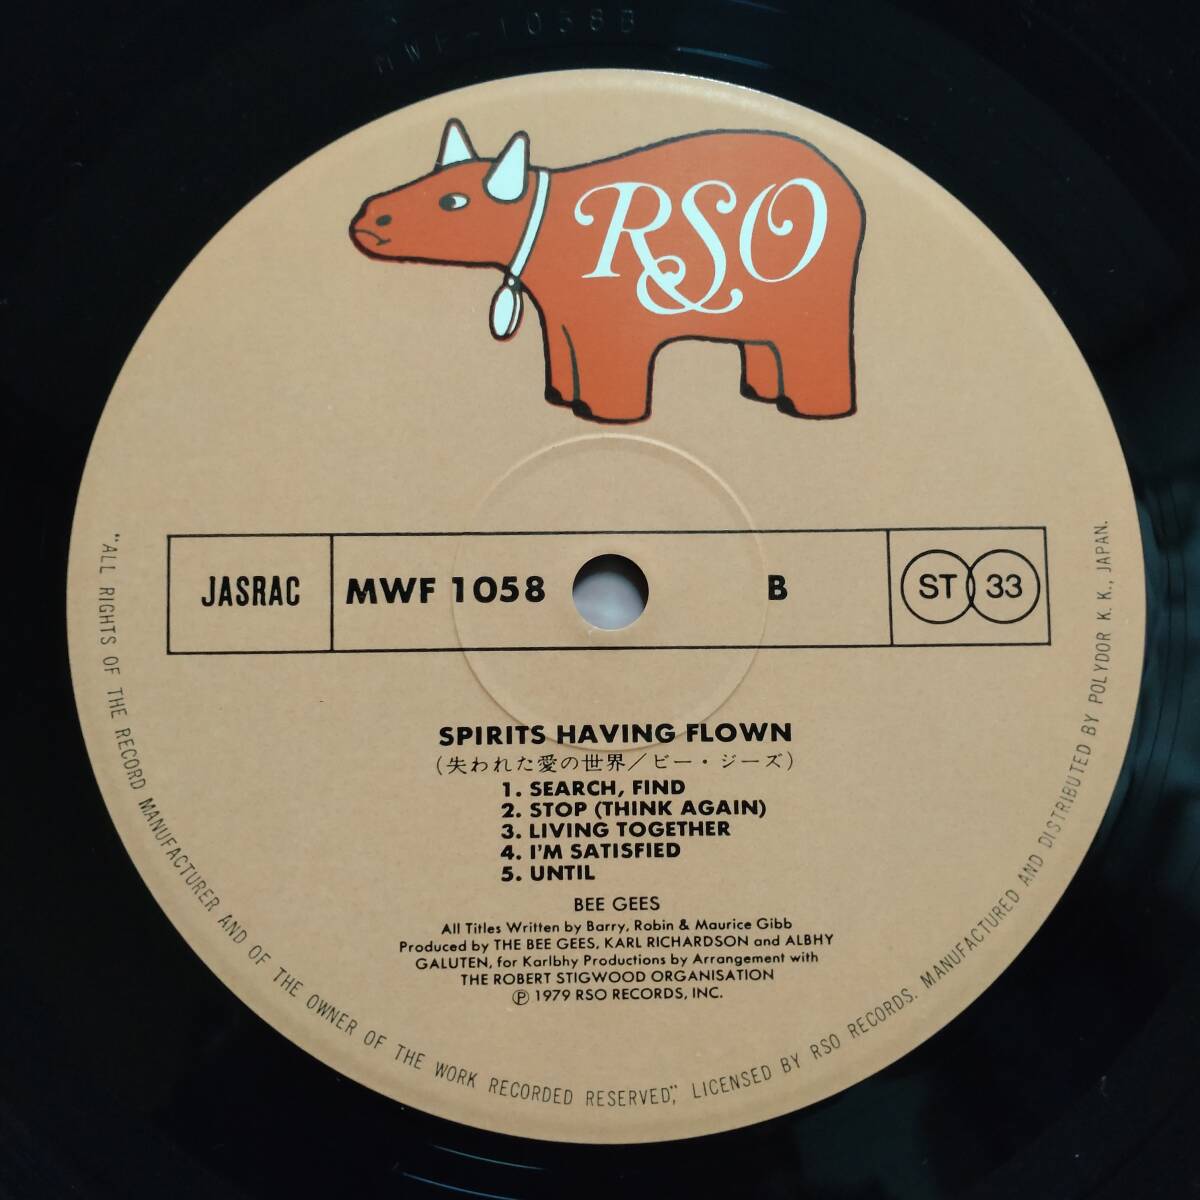 MWF-1058B
RSO
JASRAC
MWF 1058
B
ST 33
SPIRITS HAVING FLOWN
(失われた愛の世界/ビー・ジーズ)
1. SEARCH, FIND
2. STOP (THINK AGAIN)
3. LIVING TOGETHER
4. I'M SATISFIED
5. UNTIL
BEE GEES
All Titles Written by Barry, Robin & Maurice Gibb
Produced by THE BEE GEES, KARL RICHARDSON and ALBHY
GALUTEN, for Karlbhy Productions by Arrangement with
THE ROBERT STIGWOOD ORGANISATION
Ⓟ 1979 RSO RECORDS, INC.
"ALL RIGHTS OF THE RECORD MANUFACTURER AND OF THE OWNER OF THE WORK RECORDED RESERVED", LICENSED BY RSO RECORDS. MANUFACTURED AND DISTRIBUTED BY POLYDOR K. K., JAPAN.